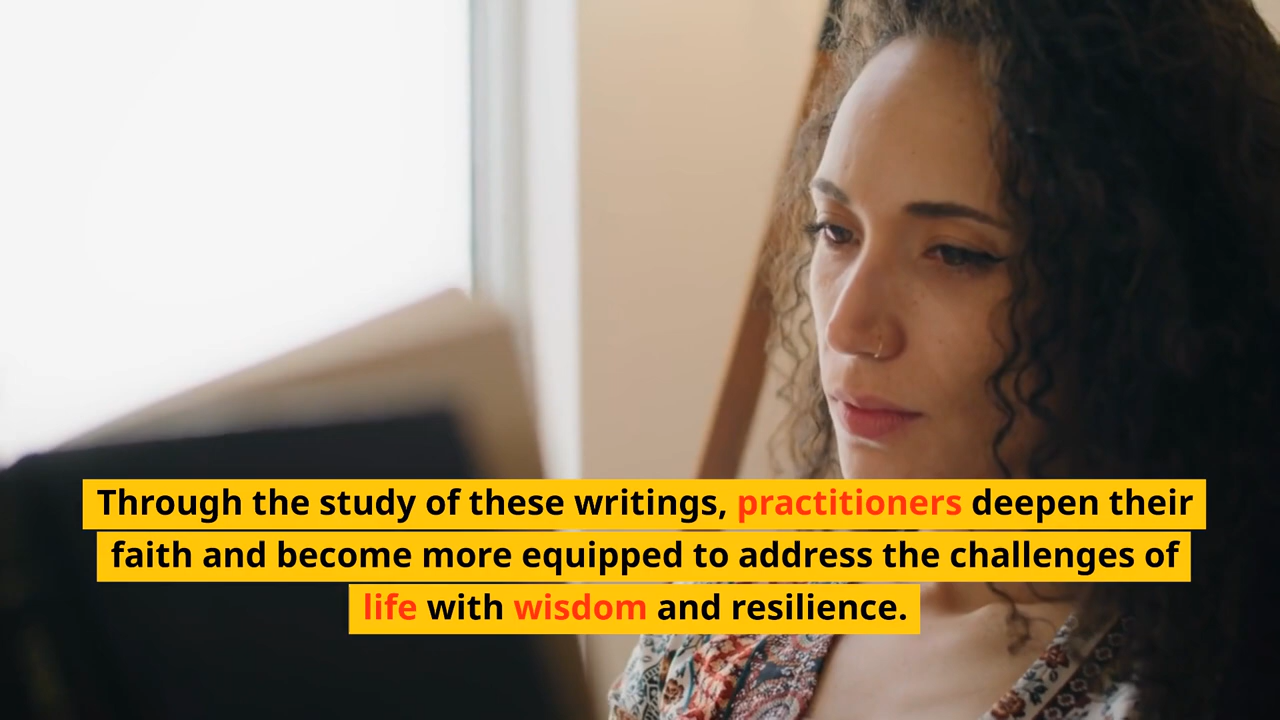 Through the study of these writings, practitioners deepen their
faith and become more equipped to address the challenges of
life with wisdom and resilience.